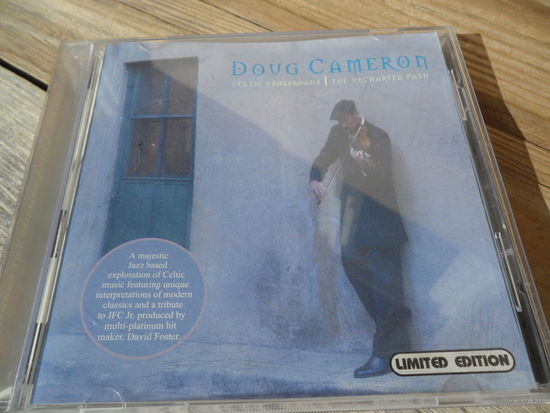 DOUG CAMERON
CELTIC CROSSROADS | THE UNCHARTED PATH
A majestic
Jazz based
exploration of Celtic
music featuring unique
interpretations of modern
classics and a tribute
to JFC Jr. produced by
multi-platinum hit
maker, David Foster.
LIMITED EDITION